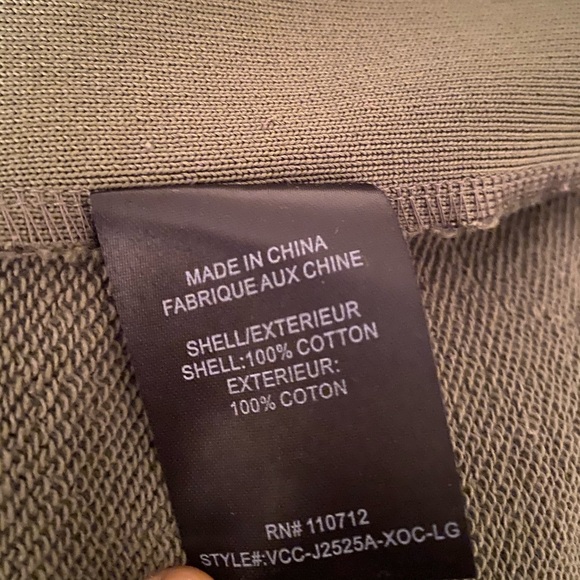 MADE IN CHINA
FABRIQUE AUX CHINE
SHELL/EXTERIEUR
SHELL:100% COTTON
EXTERIEUR:
100% COTON
RN# 110712
STYLE#:VCC-J2525A-XOC-LG